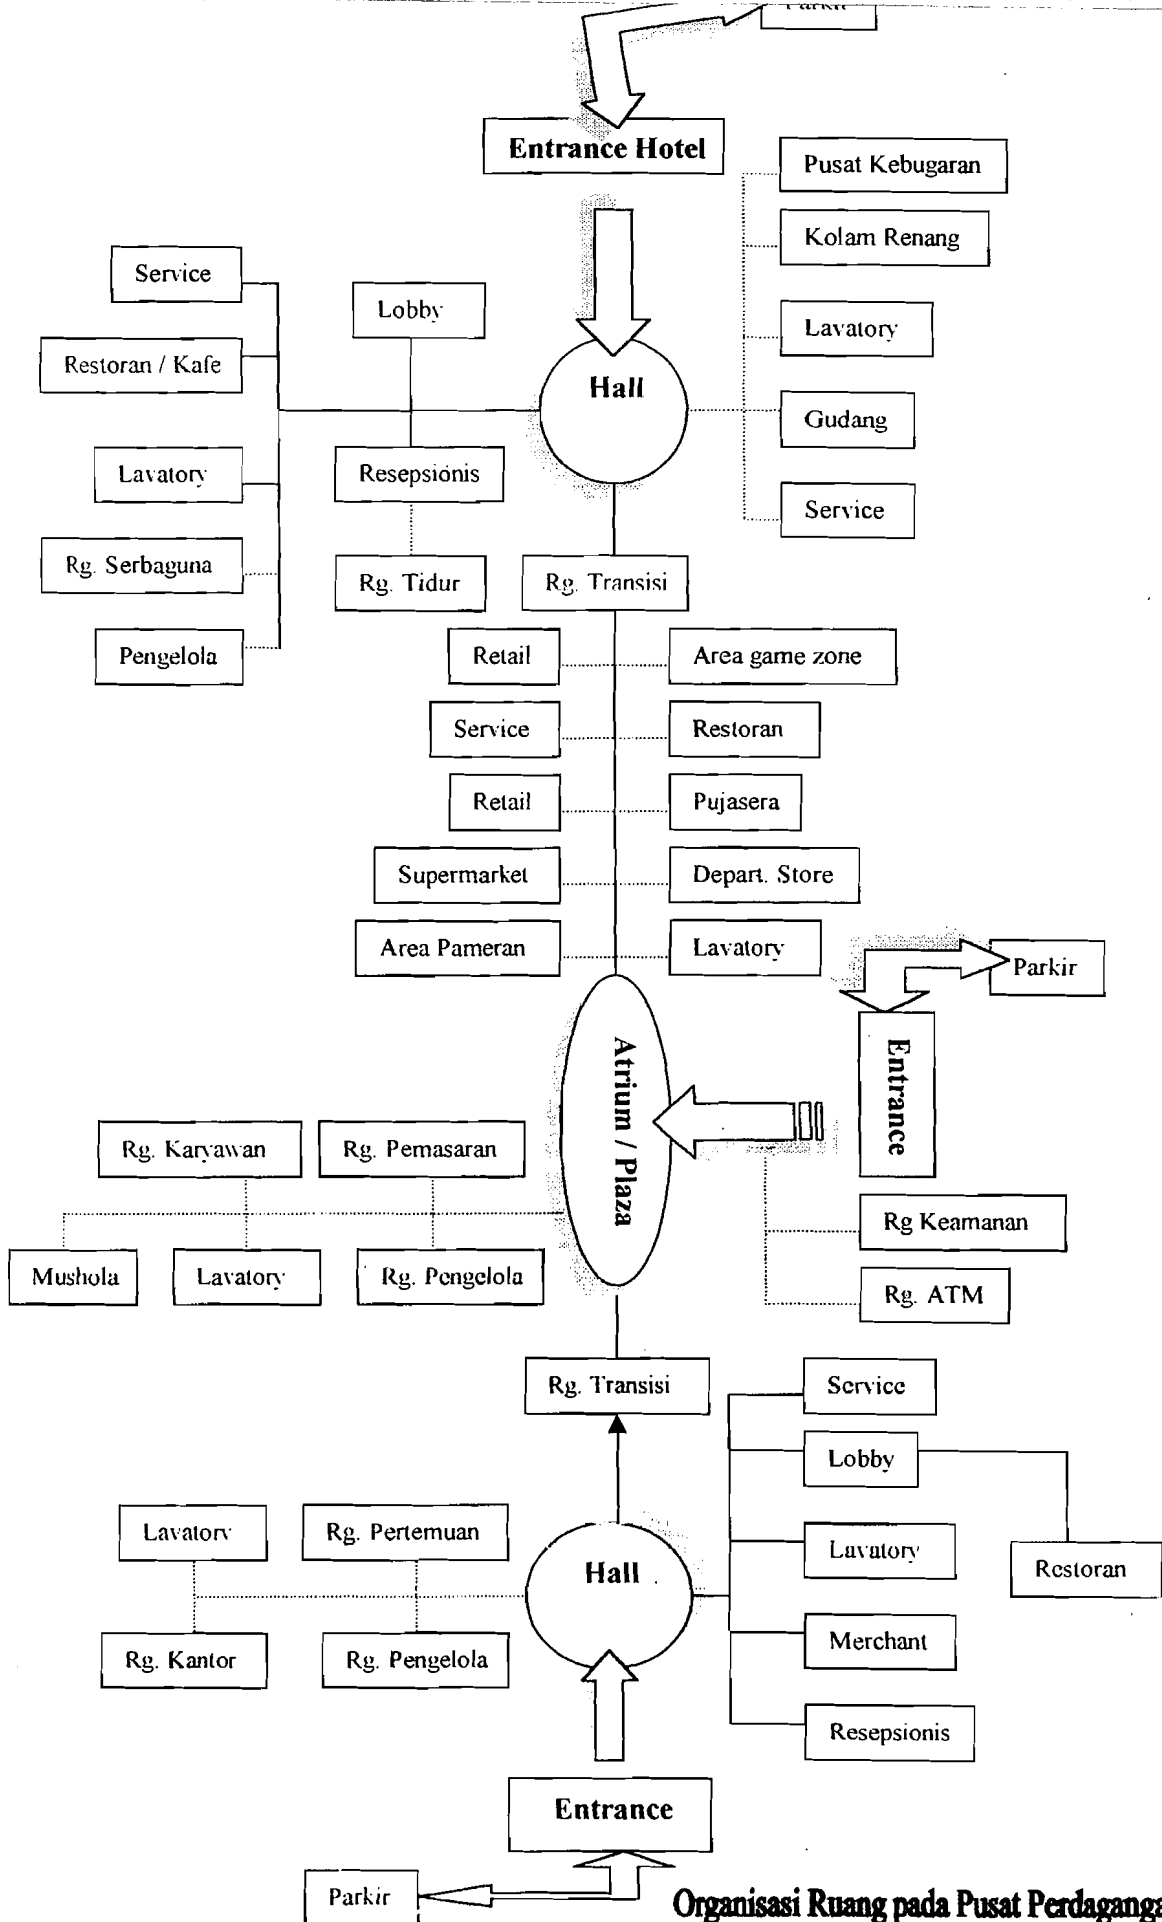 Parkir
Entrance Hotel
Pusat Kebugaran
Kolam Renang
Service
Lobby
Lavatory
Restoran / Kafe
Hall
Gudang
Lavatory
Resepsionis
Service
Rg. Serbaguna
Rg. Tidur
Rg. Transisi
Pengelola
Retail
Area game zone
Service
Restoran
Retail
Pujasera
Supermarket
Depart. Store
Area Pameran
Lavatory
Parkir
Entrance
Atrium / Plaza
Rg. Karyawan
Rg. Pemasaran
Rg Keamanan
Mushola
Lavatory
Rg. Pengelola
Rg. ATM
Rg. Transisi
Service
Lobby
Lavatory
Rg. Pertemuan
Hall
Lavatory
Restoran
Rg. Kantor
Rg. Pengelola
Merchant
Resepsionis
Entrance
Parkir
Organisasi Ruang pada Pusat Perdaganga